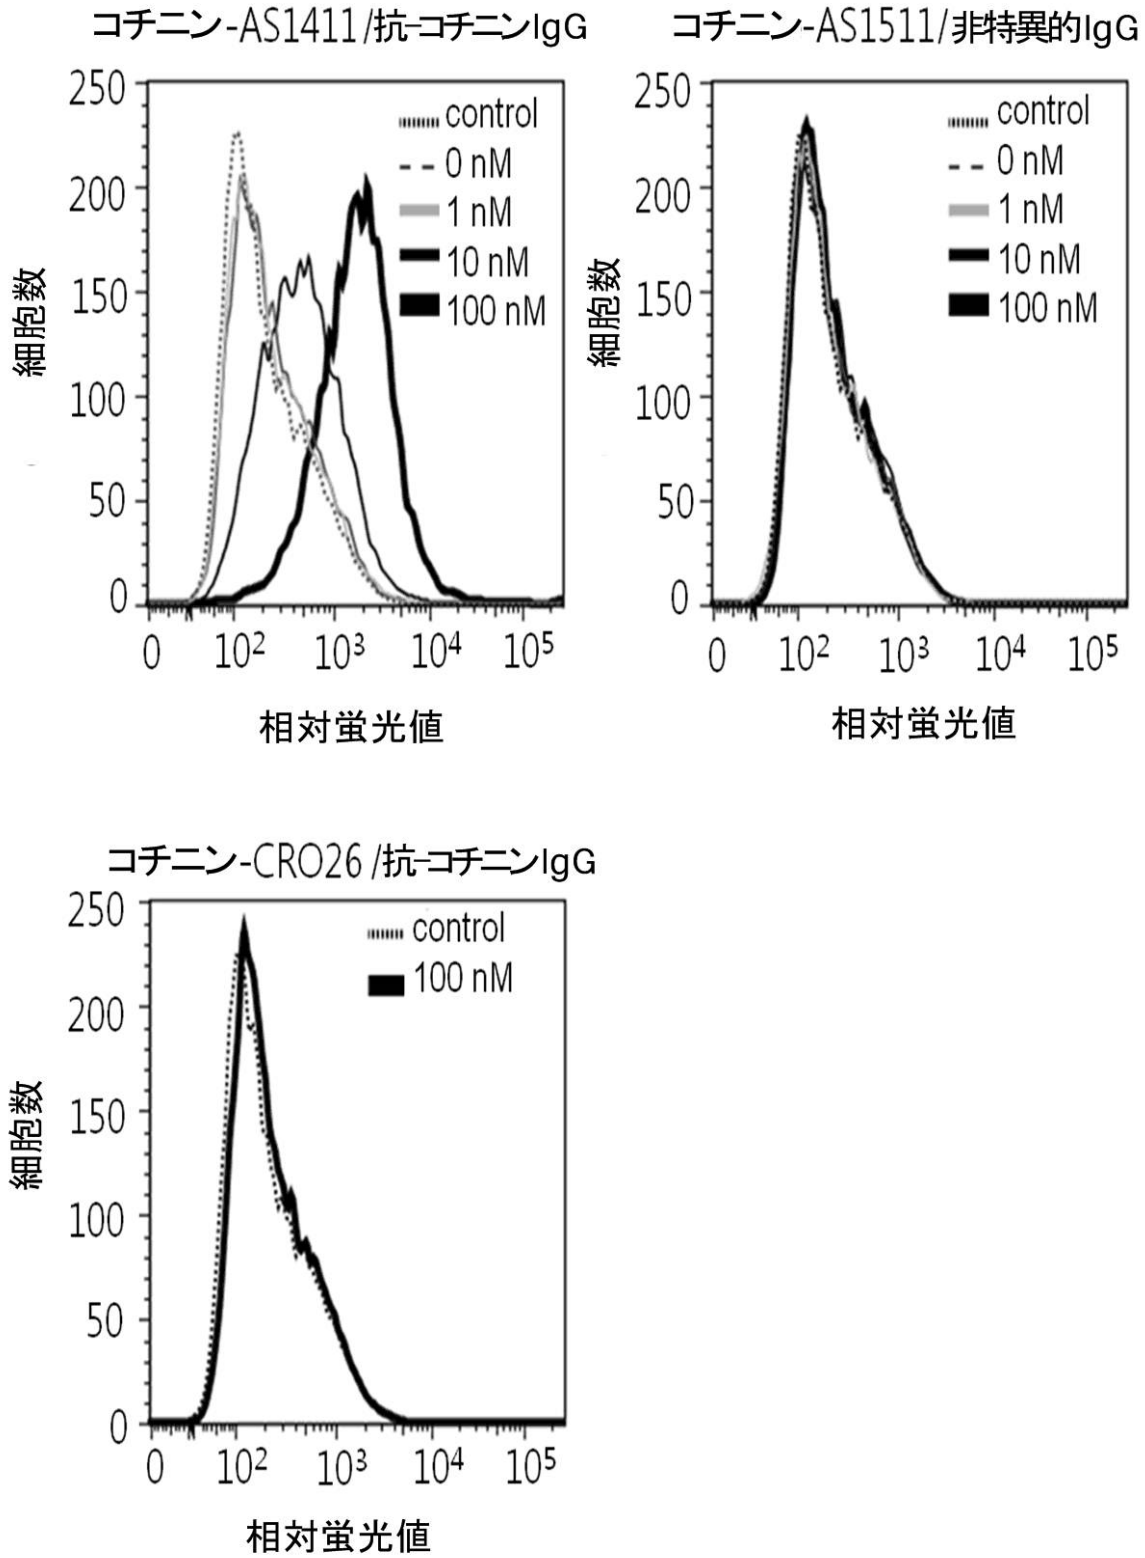 コチニン-AS1411/抗-コチニンIgG
250
200
150
100
50
0
細胞数
control
0 nM
1 nM
10 nM
100 nM
0 10² 10³ 10⁴ 10⁵
相対蛍光値
コチニン-AS1511/非特異的IgG
250
200
150
100
50
0
細胞数
control
0 nM
1 nM
10 nM
100 nM
0 10² 10³ 10⁴ 10⁵
相対蛍光値
コチニン-CRO26 /抗-コチニンIgG
250
200
150
100
50
0
細胞数
control
100 nM
0 10² 10³ 10⁴ 10⁵
相対蛍光値